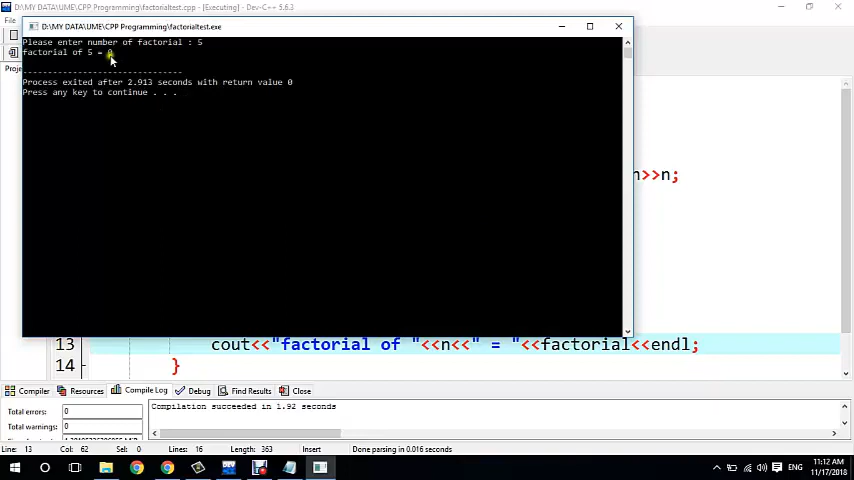 D:\MY DATA\UME\CPP Programming\factorialtest.cpp - [Executing] - Dev-C++ 5.6.3
File
D:\MY DATA\UME\CPP Programming\factorialtest.exe
Please enter number of factorial : 5
factorial of 5 = 0
--------------------------------
Process exited after 2.913 seconds with return value 0
Press any key to continue . . .
Proje
n>>n;
13 cout<<"factorial of "<<n<<" = "<<factorial<<endl;
14 }
Compiler Resources Compile Log Debug Find Results Close
Total errors: 0
Total warnings: 0
Compilation succeeded in 1.92 seconds
Line: 13 Col: 62 Sel: 0 Lines: 16 Length: 363 Insert Done parsing in 0.016 seconds
DEV
ENG
11:12 AM
11/17/2018